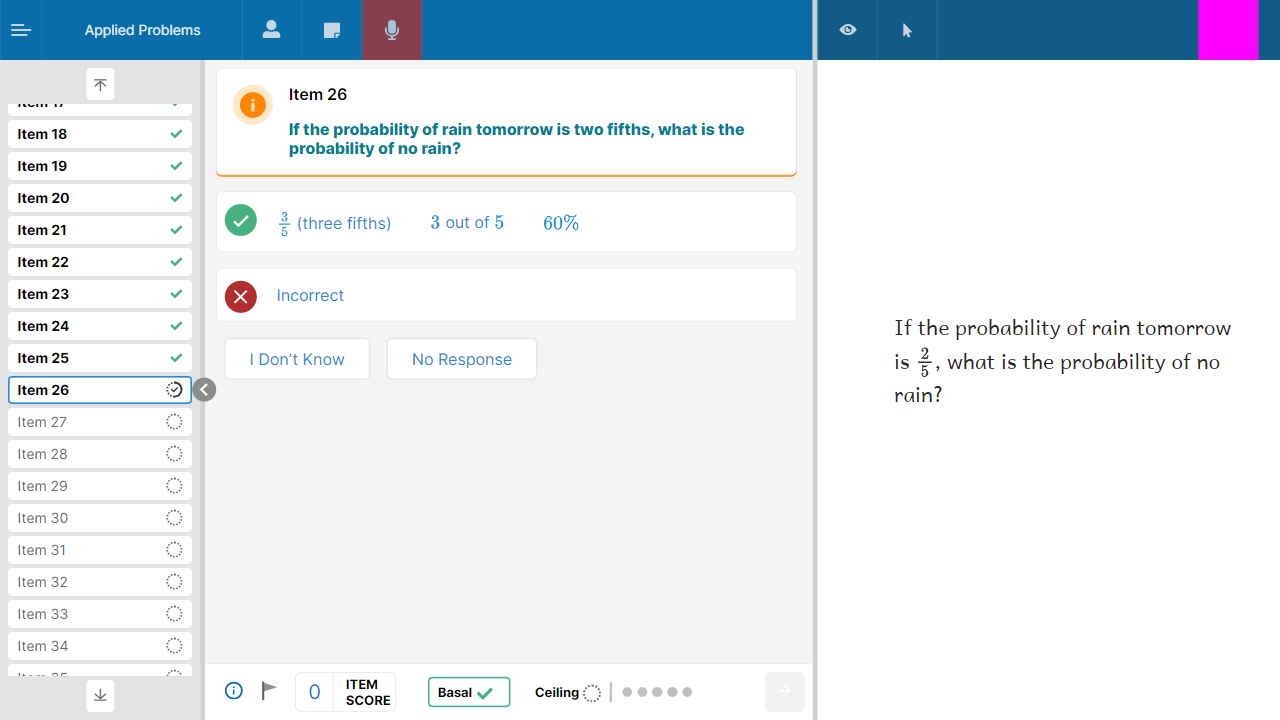 Applied Problems
Item 17
Item 18
Item 19
Item 20
Item 21
Item 22
Item 23
Item 24
Item 25
Item 26
Item 27
Item 28
Item 29
Item 30
Item 31
Item 32
Item 33
Item 34
Item 35
Item 26
If the probability of rain tomorrow is two fifths, what is the
probability of no rain?
3/5 (three fifths) 3 out of 5 60%
Incorrect
I Don't Know No Response
0 ITEM
SCORE
Basal Ceiling
If the probability of rain tomorrow
is 2/5, what is the probability of no
rain?